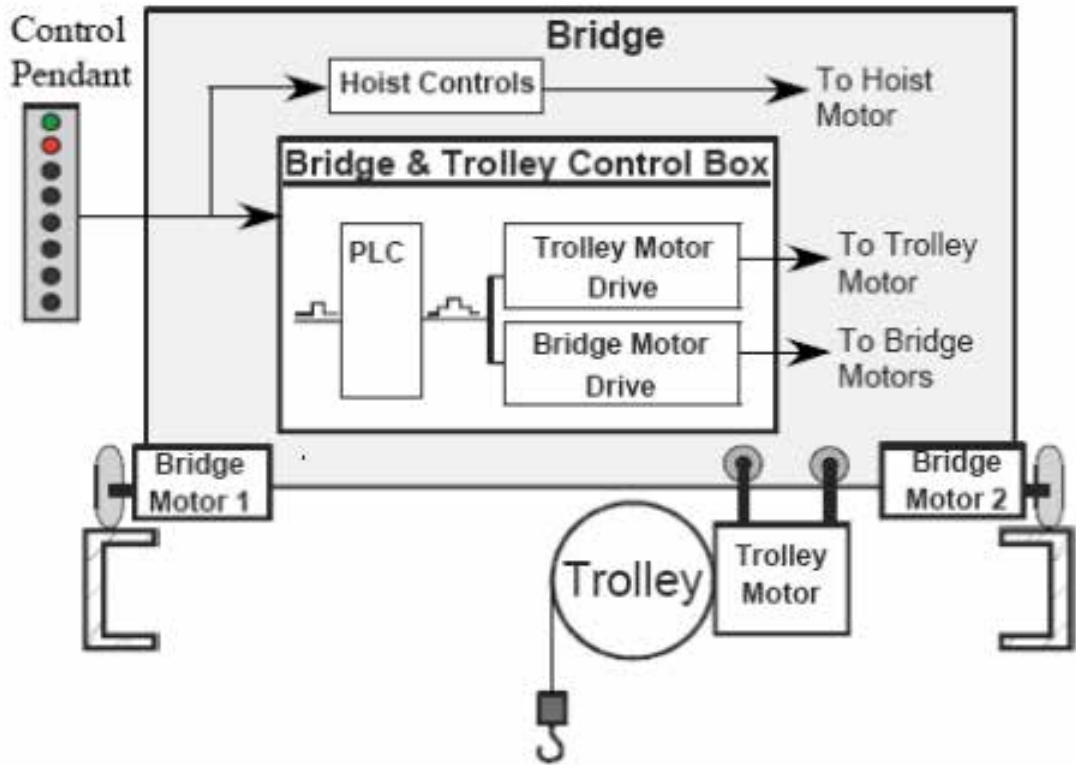 Control
Pendant
Bridge
Hoist Controls
To Hoist
Motor
Bridge & Trolley Control Box
PLC
Trolley Motor
Drive
To Trolley
Motor
Bridge Motor
Drive
To Bridge
Motors
Bridge
Motor 1
Bridge
Motor 2
Trolley
Trolley
Motor